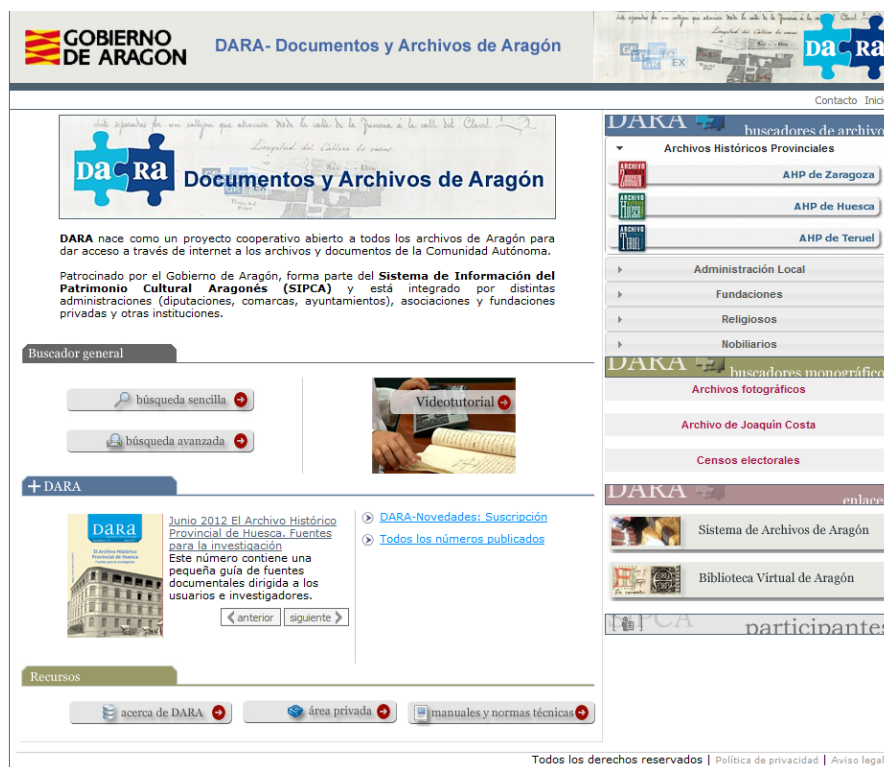 GOBIERNO
DE ARAGON
DARA- Documentos y Archivos de Aragón
DaRa
Contacto Inici
DaRa
Documentos y Archivos de Aragón
DARA nace como un proyecto cooperativo abierto a todos los archivos de Aragón para
dar acceso a través de internet a los archivos y documentos de la Comunidad Autónoma.
Patrocinado por el Gobierno de Aragón, forma parte del Sistema de Información del
Patrimonio Cultural Aragonés (SIPCA) y está integrado por distintas
administraciones (diputaciones, comarcas, ayuntamientos), asociaciones y fundaciones
privadas y otras instituciones.
Buscador general
búsqueda sencilla
búsqueda avanzada
Videotutorial
+ DARA
DaRa
El Archivo Histórico
Provincial de Huesca
Junio 2012 El Archivo Histórico
Provincial de Huesca. Fuentes
para la investigación
Este número contiene una
pequeña guía de fuentes
documentales dirigida a los
usuarios e investigadores.
anterior
siguiente
DARA-Novedades: Suscripción
Todos los números publicados
Recursos
acerca de DARA
área privada
manuales y normas técnicas
DARA
buscadores de archivo
Archivos Históricos Provinciales
AHP de Zaragoza
AHP de Huesca
AHP de Teruel
Administración Local
Fundaciones
Religiosos
Nobiliarios
DARA
buscadores monográfico
Archivos fotográficos
Archivo de Joaquín Costa
Censos electorales
DARA
enlace
Sistema de Archivos de Aragón
Biblioteca Virtual de Aragón
SIPCA
participantes
Todos los derechos reservados | Política de privacidad | Aviso legal